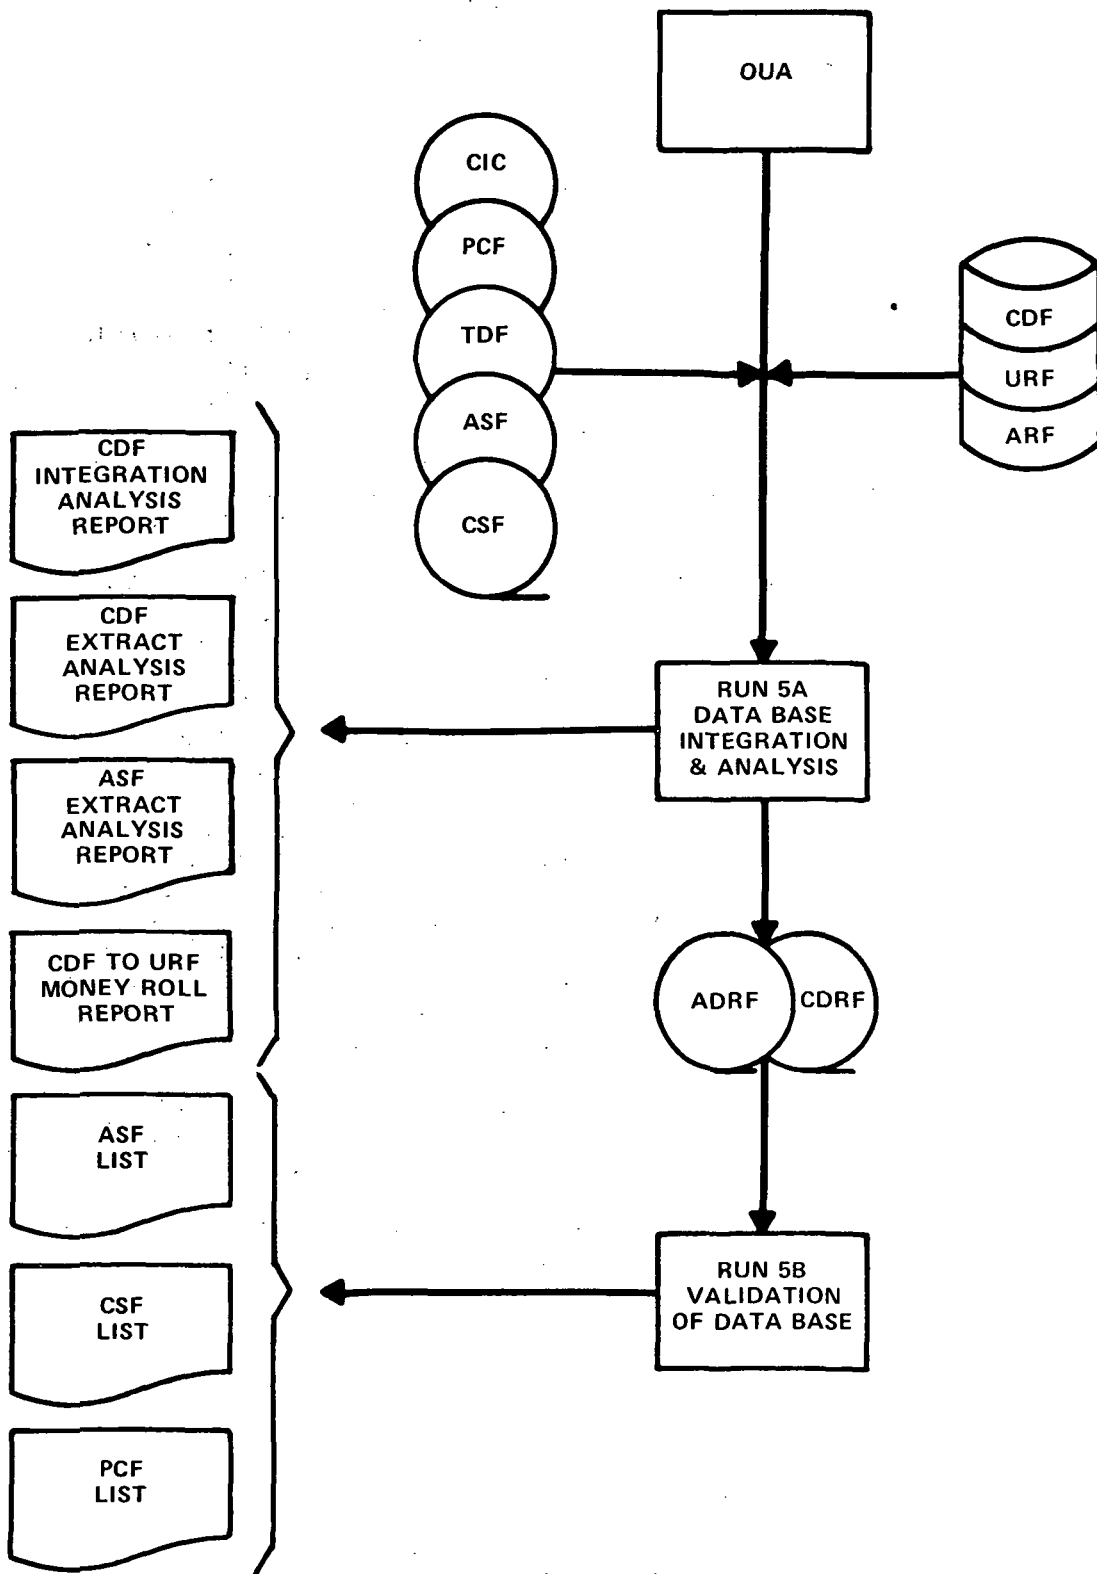 OUA
CIC
PCF
TDF
ASF
CSF
CDF
URF
ARF
CDF
INTEGRATION
ANALYSIS
REPORT
CDF
EXTRACT
ANALYSIS
REPORT
ASF
EXTRACT
ANALYSIS
REPORT
CDF TO URF
MONEY ROLL
REPORT
RUN 5A
DATA BASE
INTEGRATION
& ANALYSIS
ADRF
CDRF
ASF
LIST
CSF
LIST
PCF
LIST
RUN 5B
VALIDATION
OF DATA BASE